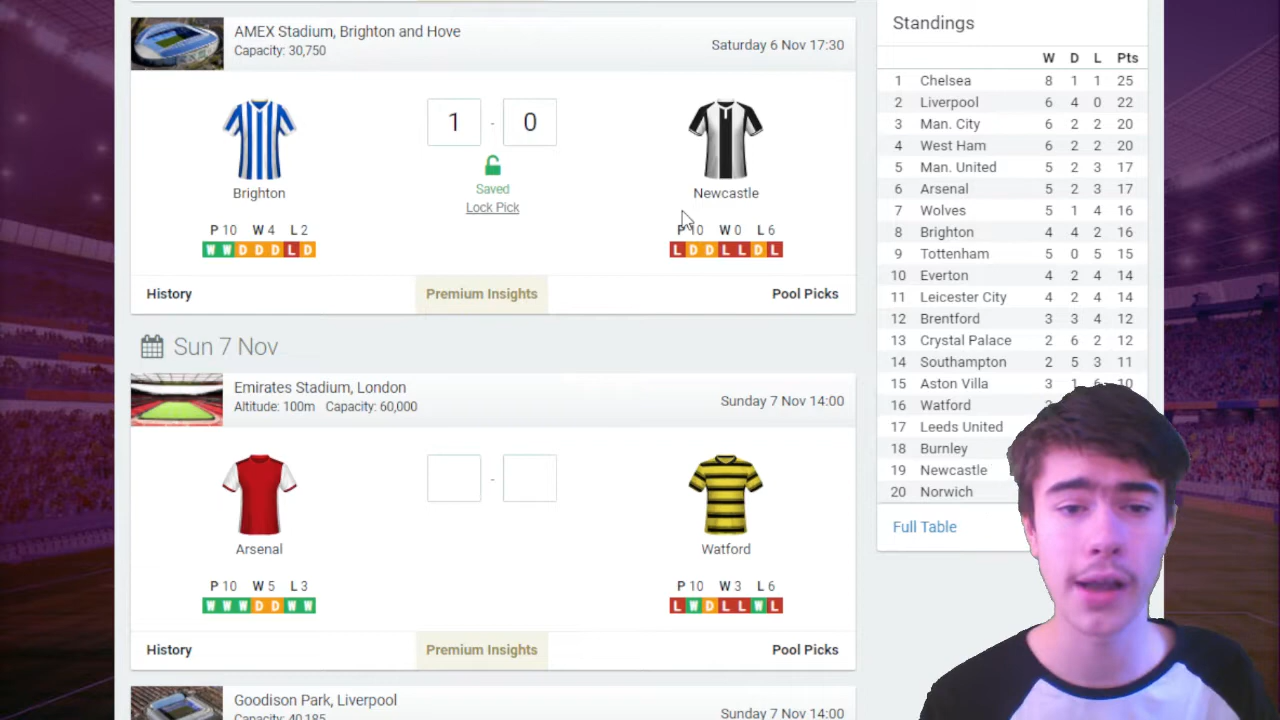 AMEX Stadium, Brighton and Hove
Capacity: 30,750
Saturday 6 Nov 17:30
1 - 0
Saved
Lock Pick
Brighton
Newcastle
P 10 W 4 L 2
W W D D D L D
P 10 W 0 L 6
L D D L L D L
History
Premium Insights
Pool Picks
Sun 7 Nov
Emirates Stadium, London
Altitude: 100m Capacity: 60,000
Sunday 7 Nov 14:00
-
Arsenal
Watford
P 10 W 5 L 3
W W W D D W W
P 10 W 3 L 6
L W D L L W L
History
Premium Insights
Pool Picks
Goodison Park, Liverpool
Capacity: 40,185
Sunday 7 Nov 14:00
Standings
W D L Pts
1 Chelsea 8 1 1 25
2 Liverpool 6 4 0 22
3 Man. City 6 2 2 20
4 West Ham 6 2 2 20
5 Man. United 5 2 3 17
6 Arsenal 5 2 3 17
7 Wolves 5 1 4 16
8 Brighton 4 4 2 16
9 Tottenham 5 0 5 15
10 Everton 4 2 4 14
11 Leicester City 4 2 4 14
12 Brentford 3 3 4 12
13 Crystal Palace 2 6 2 12
14 Southampton 2 5 3 11
15 Aston Villa 3 1 6 10
16 Watford
17 Leeds United
18 Burnley
19 Newcastle
20 Norwich
Full Table